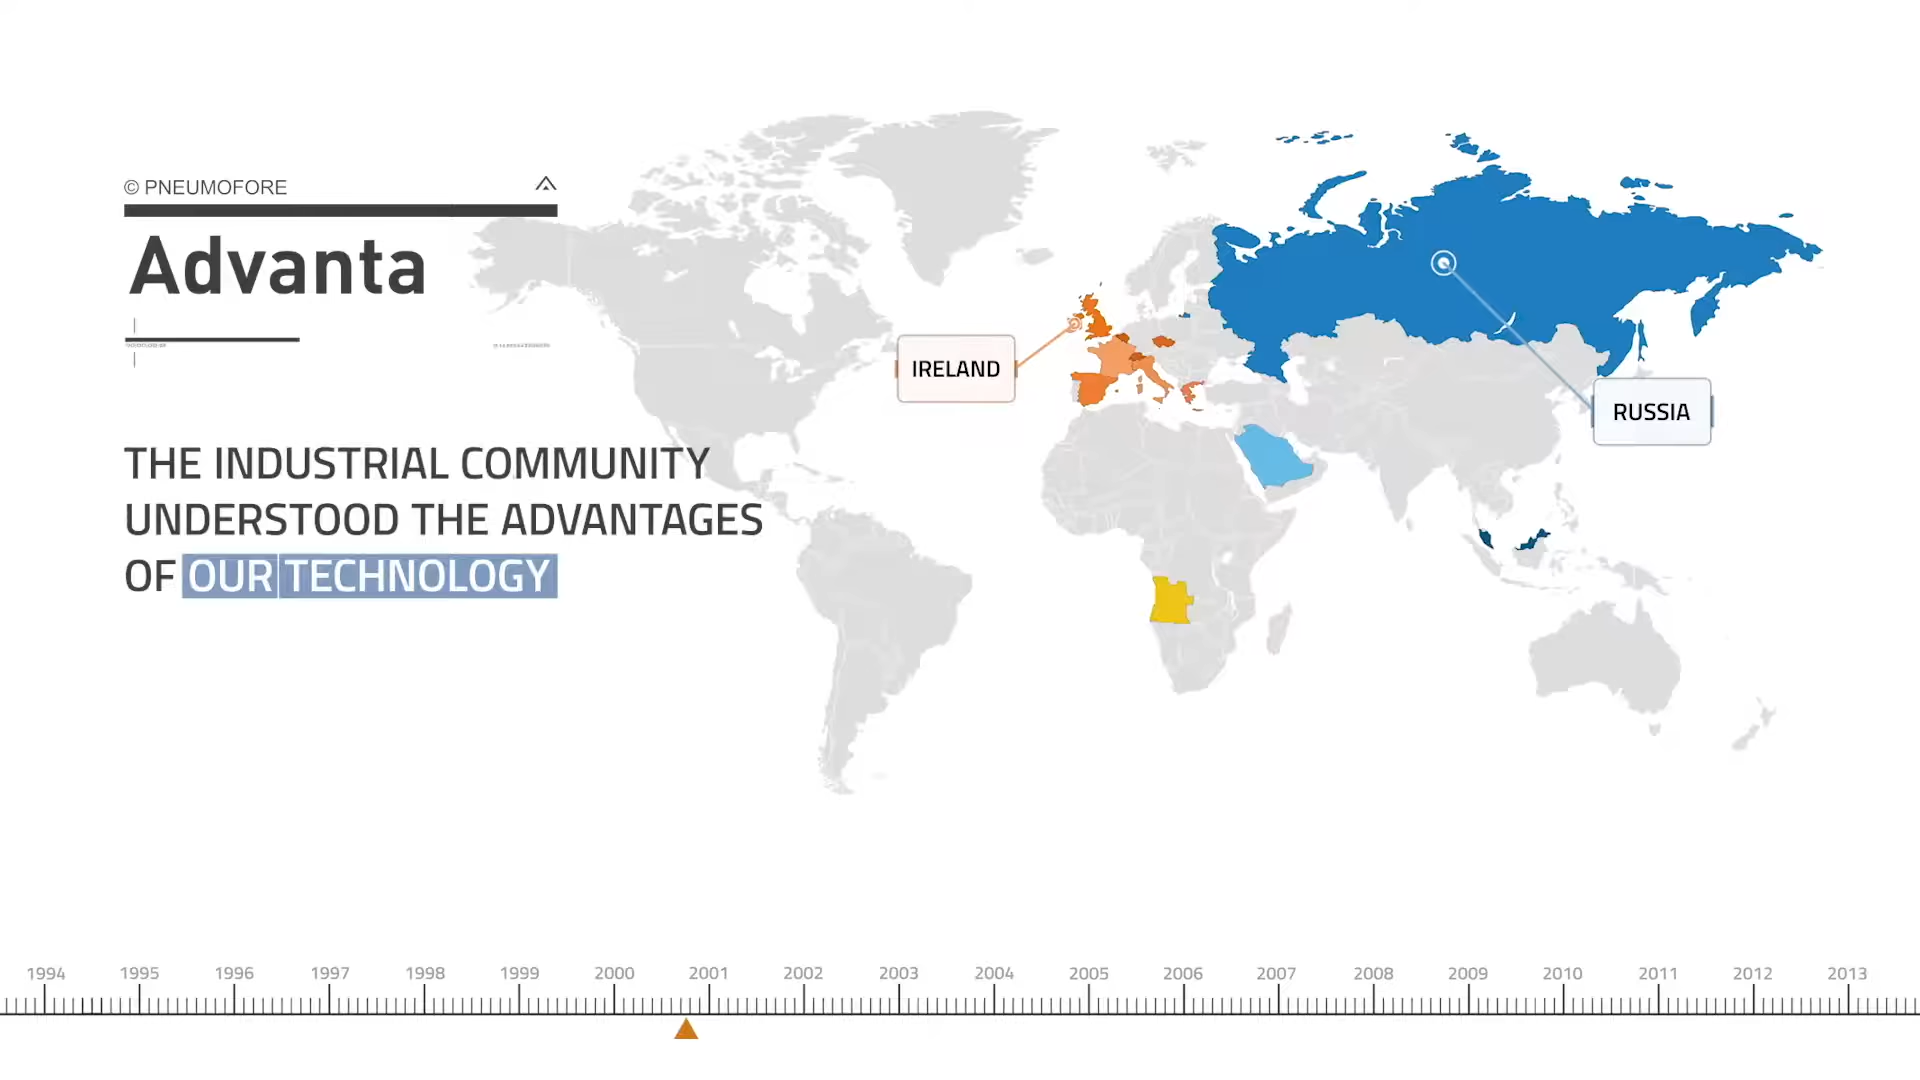 © PNEUMOFORE
Advanta
THE INDUSTRIAL COMMUNITY
UNDERSTOOD THE ADVANTAGES
OF OUR TECHNOLOGY
IRELAND
RUSSIA
1994 1995 1996 1997 1998 1999 2000 2001 2002 2003 2004 2005 2006 2007 2008 2009 2010 2011 2012 2013